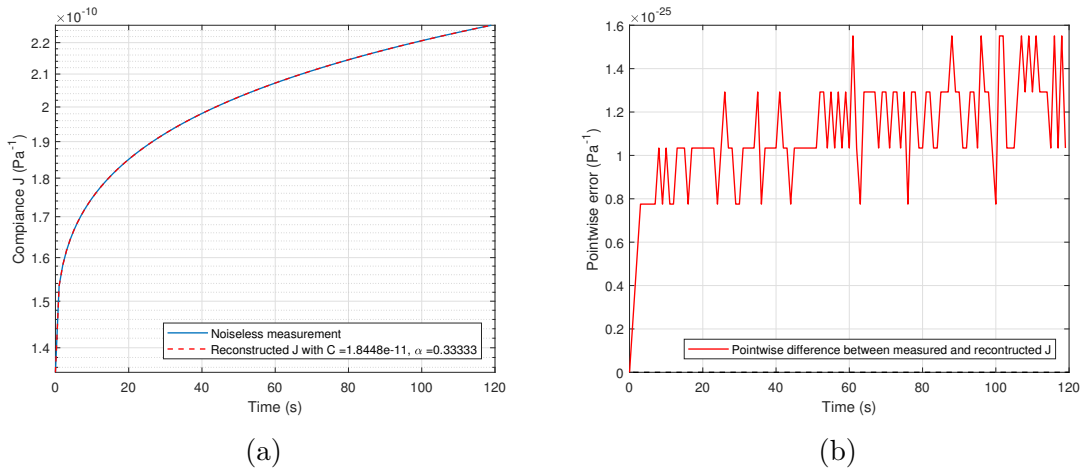 ×10⁻¹⁰
2.2
2.1
2
1.9
1.8
1.7
1.6
1.5
1.4
Compiance J (Pa⁻¹)
0 20 40 60 80 100 120
Time (s)
Noiseless measurement
Reconstructed J with C =1.8448e-11, α =0.33333
(a)
1.6 ×10⁻²⁵
1.4
1.2
1
0.8
0.6
0.4
0.2
0
Pointwise error (Pa⁻¹)
0 20 40 60 80 100 120
Time (s)
Pointwise difference between measured and recontructed J
(b)